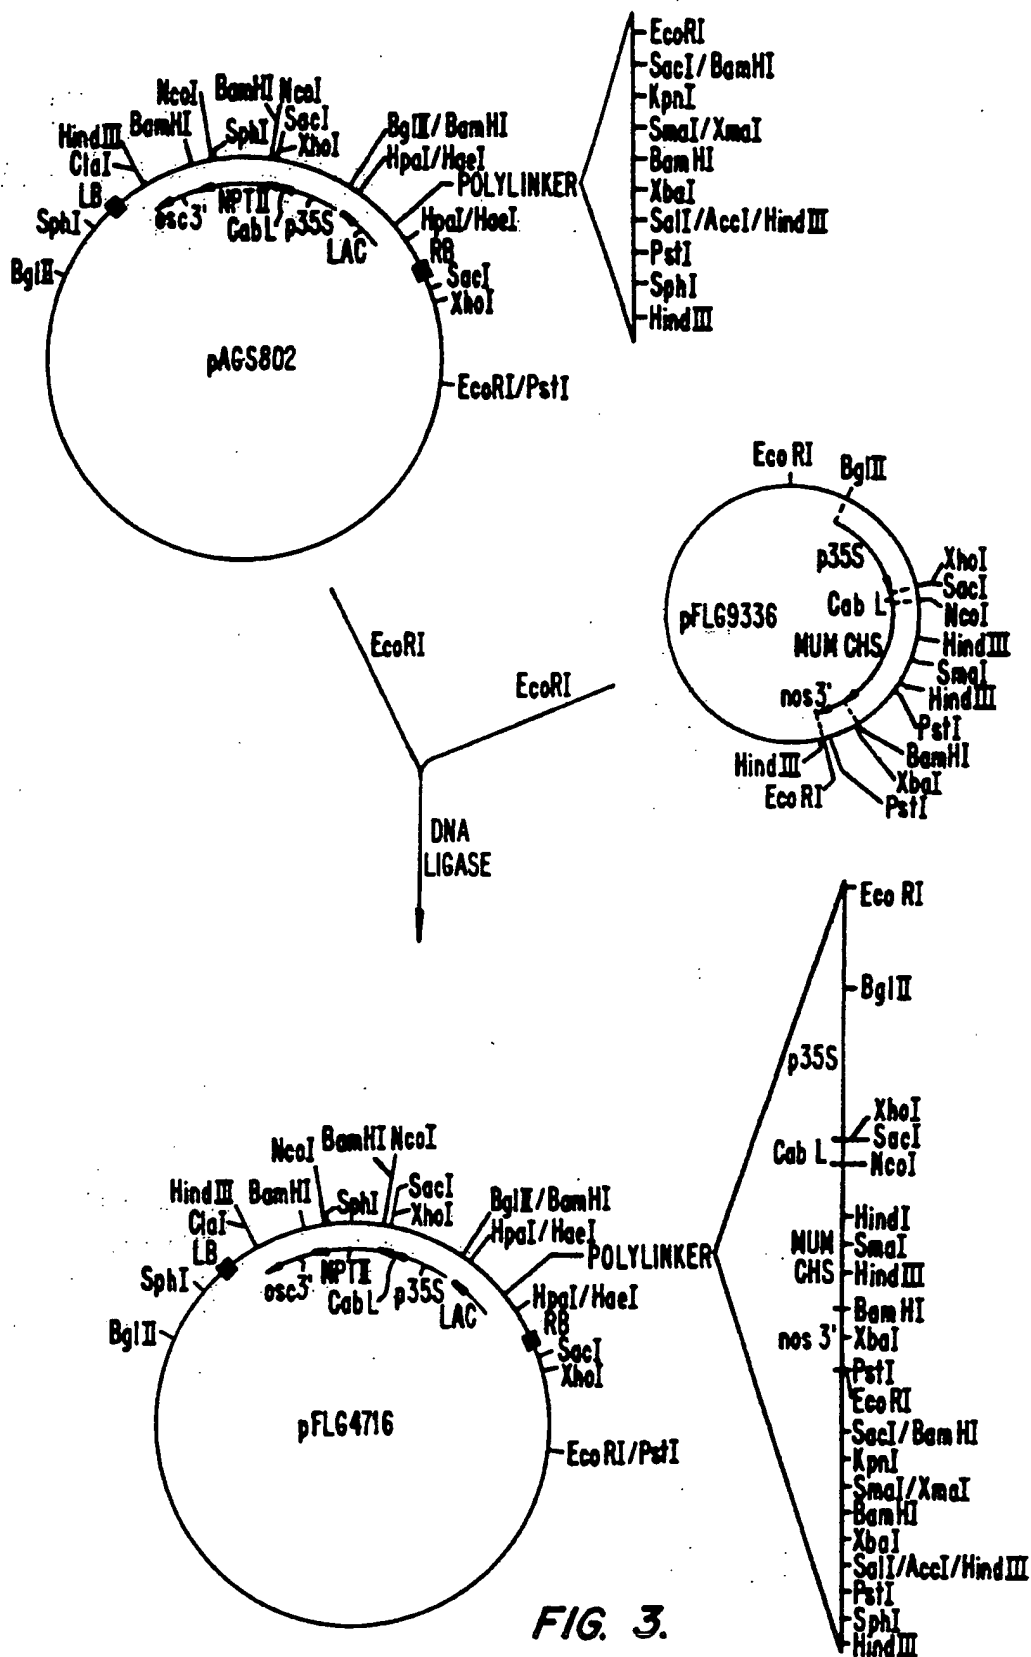 EcoRI
SacI/BamHI
KpnI
SmaI/XmaI
BamHI
XbaI
SalI/AccI/HindIII
PstI
SphI
HindIII
NcoI
BamHI
NcoI
HindIII
BamHI
SphI
SacI
XhoI
BglII/BamHI
HpaI/HaeI
POLYLINKER
ClaI
LB
SphI
BglII
osc3'
NPTII
CabL
p35S
LAC
HpaI/HaeI
RB
SacI
XhoI
pAGS802
EcoRI/PstI
EcoRI
BglII
p35S
XhoI
SacI
Cab L
NcoI
pFLG9336
MUM CHS
HindIII
SmaI
HindIII
nos 3'
PstI
BamHI
HindIII
XbaI
EcoRI
PstI
EcoRI
EcoRI
DNA
LIGASE
Eco RI
BglII
p35S
XhoI
SacI
Cab L
NcoI
HindI
MUM
SmaI
CHS
HindIII
BamHI
nos 3'
XbaI
PstI
EcoRI
SacI/BamHI
KpnI
SmaI/XmaI
BamHI
XbaI
SalI/AccI/HindIII
PstI
SphI
HindIII
NcoI
BamHI
NcoI
HindIII
BamHI
SphI
SacI
XhoI
BglII/BamHI
HpaI/HaeI
POLYLINKER
ClaI
LB
SphI
BglII
osc3'
NPTII
CabL
p35S
LAC
HpaI/HaeI
RB
SacI
XhoI
pFLG4716
Eco RI/PstI
FIG. 3.